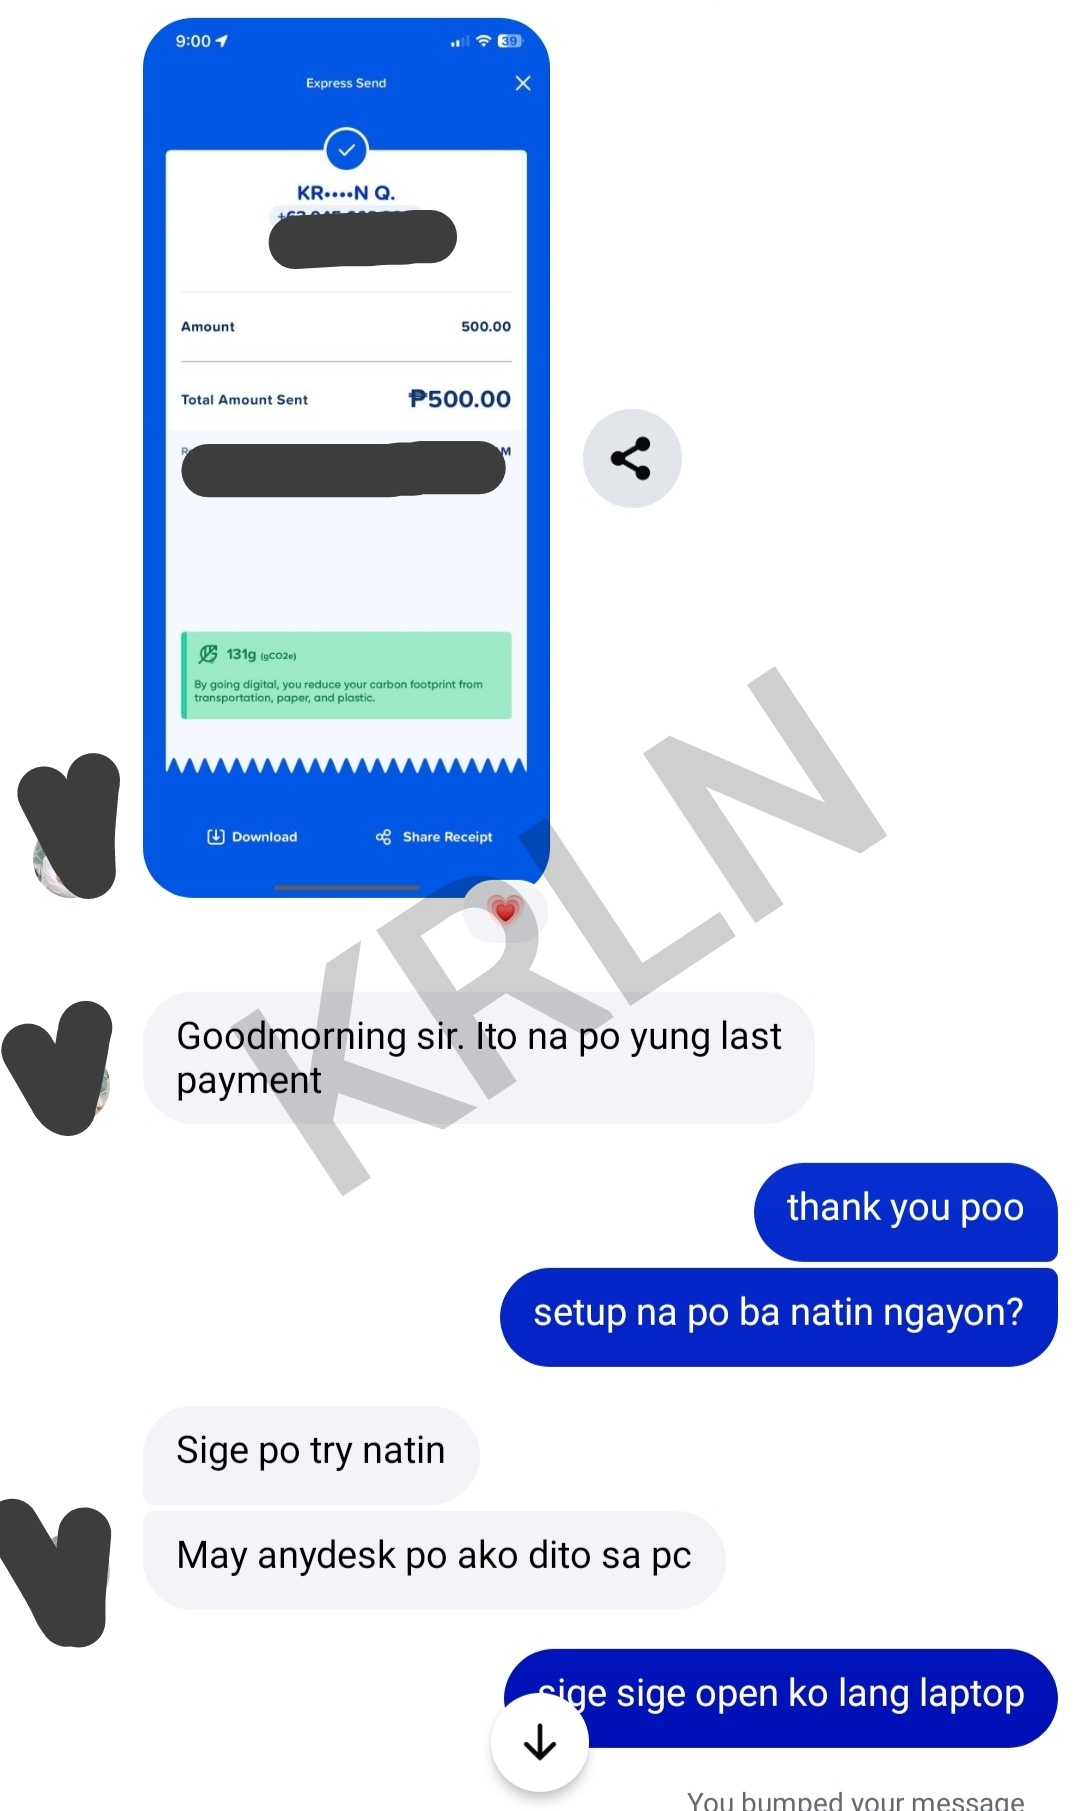 9:00
39
Express Send
KR••••N Q.
Amount 500.00
Total Amount Sent ₱500.00
M
131g (gCO2e)
By going digital, you reduce your carbon footprint from
transportation, paper, and plastic.
Download Share Receipt
KRLN
Goodmorning sir. Ito na po yung last
payment
thank you poo
setup na po ba natin ngayon?
Sige po try natin
May anydesk po ako dito sa pc
sige sige open ko lang laptop
You bumped your message